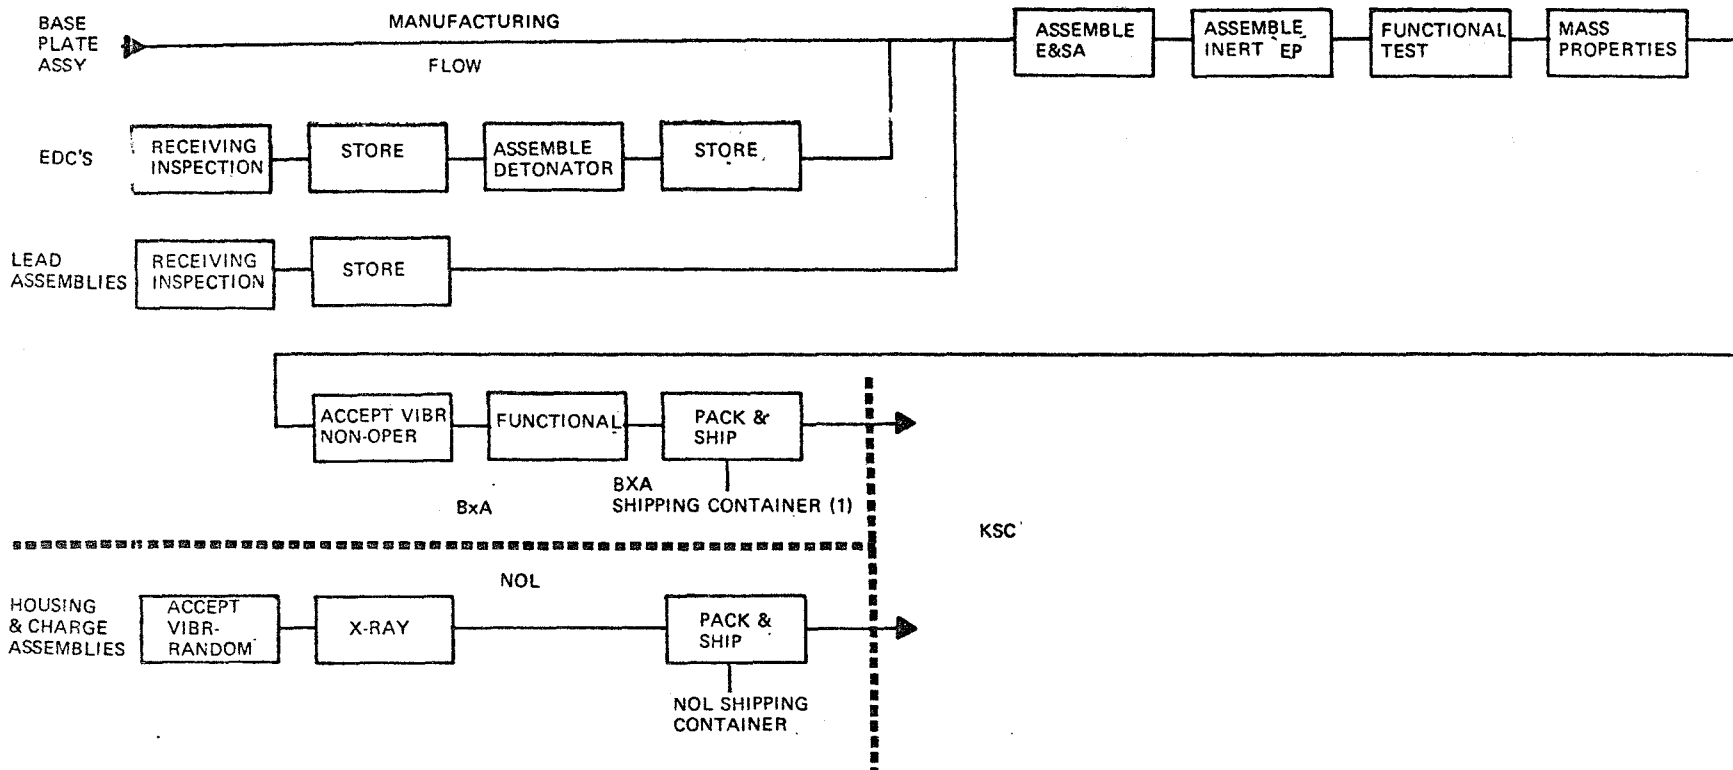 BASE
PLATE
ASSY
MANUFACTURING
FLOW
ASSEMBLE
E&SA
ASSEMBLE
INERT EP
FUNCTIONAL
TEST
MASS
PROPERTIES
EDC'S
RECEIVING
INSPECTION
STORE
ASSEMBLE
DETONATOR
STORE
LEAD
ASSEMBLIES
RECEIVING
INSPECTION
STORE
ACCEPT VIBR
NON-OPER
FUNCTIONAL
PACK &
SHIP
BxA
BXA
SHIPPING CONTAINER (1)
KSC
NOL
HOUSING
& CHARGE
ASSEMBLIES
ACCEPT
VIBR-
RANDOM
X-RAY
PACK &
SHIP
NOL SHIPPING
CONTAINER